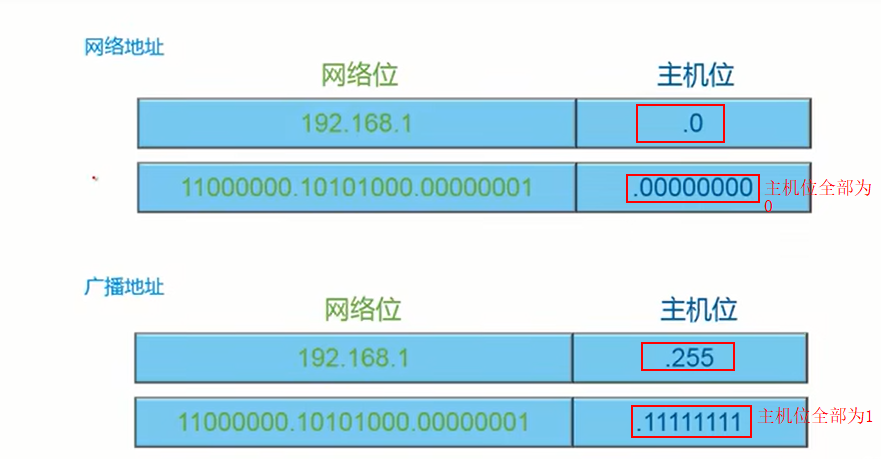 网络地址
网络位 主机位
192.168.1 .0
11000000.10101000.00000001 .00000000 主机位全部为
0
广播地址
网络位 主机位
192.168.1 .255
11000000.10101000.00000001 .11111111 主机位全部为1